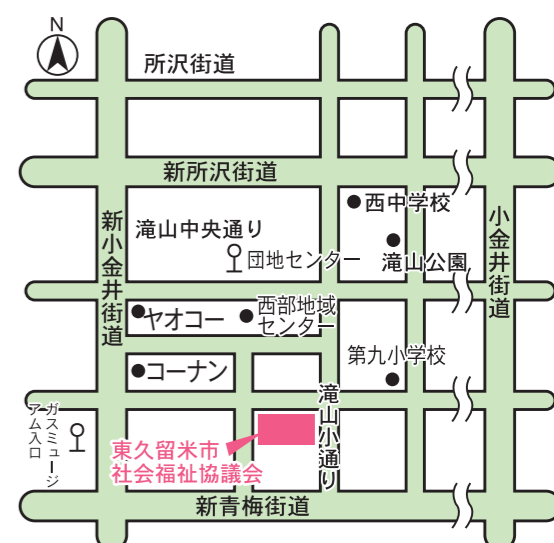 N
所沢街道
新所沢街道
西中学校
滝山中央通り
団地センター
滝山公園
新小金井街道
小金井街道
ヤオコー
西部地域
センター
コーナン
第九小学校
滝山小通り
ガスミュージ
アム入口
東久留米市
社会福祉協議会
新青梅街道